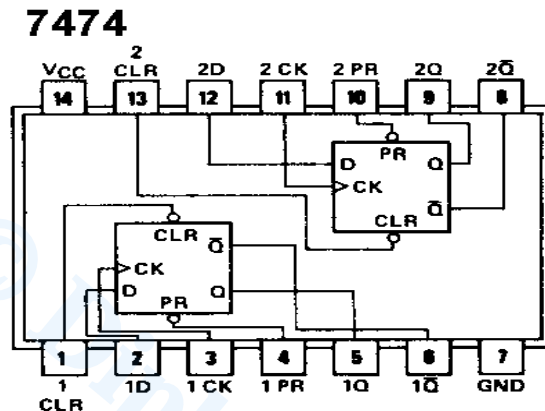 7474
2
VCC CLR 2D 2 CK 2 PR 2Q 2Q̅
14 13 12 11 10 9 8
PR
D Q
CK
CLR Q̅
CLR Q̅
CK
D Q
PR
1 2 3 4 5 6 7
1 1D 1 CK 1 PR 1Q 1Q̅ GND
CLR